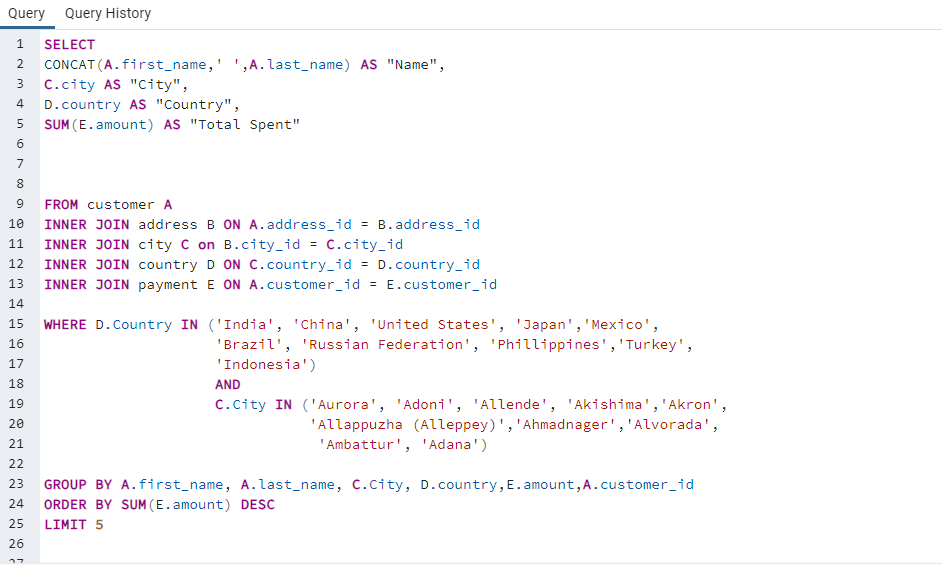 Query Query History
1 SELECT
2 CONCAT(A.first_name,' ',A.last_name) AS "Name",
3 C.city AS "City",
4 D.country AS "Country",
5 SUM(E.amount) AS "Total Spent"
6
7
8
9 FROM customer A
10 INNER JOIN address B ON A.address_id = B.address_id
11 INNER JOIN city C on B.city_id = C.city_id
12 INNER JOIN country D ON C.country_id = D.country_id
13 INNER JOIN payment E ON A.customer_id = E.customer_id
14
15 WHERE D.Country IN ('India', 'China', 'United States', 'Japan','Mexico',
16 'Brazil', 'Russian Federation', 'Phillippines','Turkey',
17 'Indonesia')
18 AND
19 C.City IN ('Aurora', 'Adoni', 'Allende', 'Akishima','Akron',
20 'Allappuzha (Alleppey)','Ahmadnager','Alvorada',
21 'Ambattur', 'Adana')
22
23 GROUP BY A.first_name, A.last_name, C.City, D.country,E.amount,A.customer_id
24 ORDER BY SUM(E.amount) DESC
25 LIMIT 5
26
27